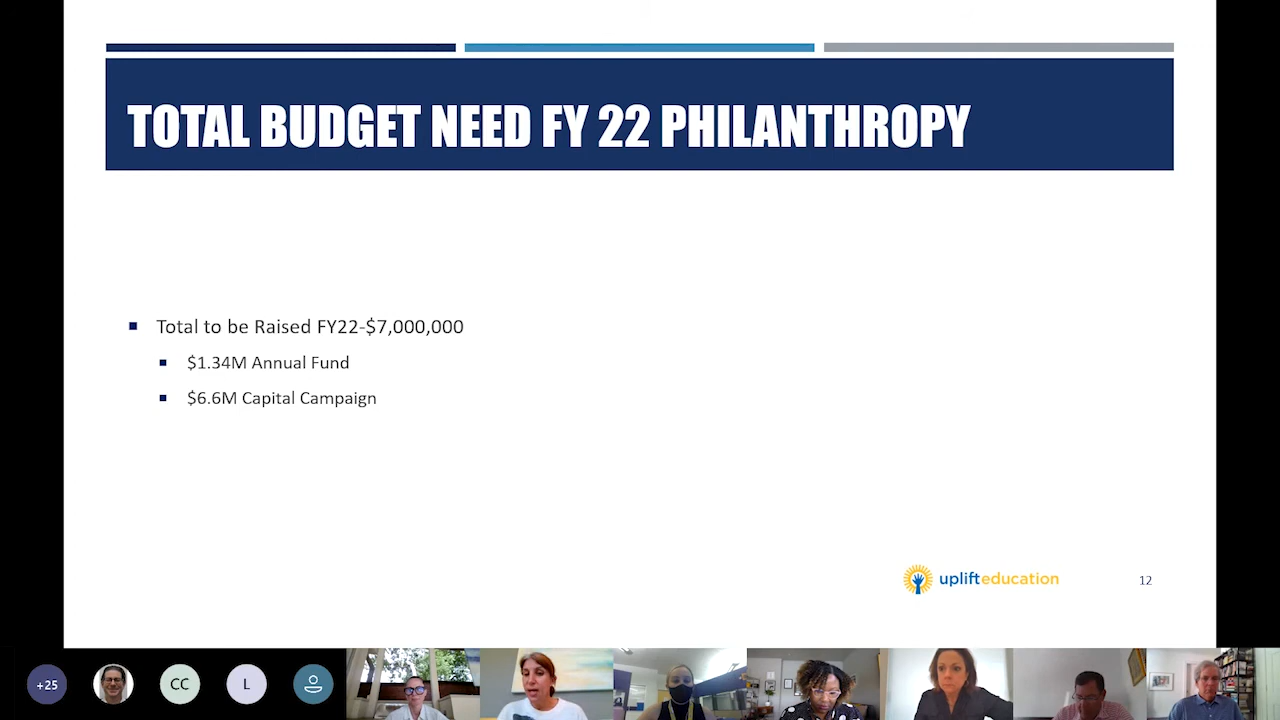 TOTAL BUDGET NEED FY 22 PHILANTHROPY
Total to be Raised FY22-$7,000,000
$1.34M Annual Fund
$6.6M Capital Campaign
uplifteducation
12
+25
CC
L